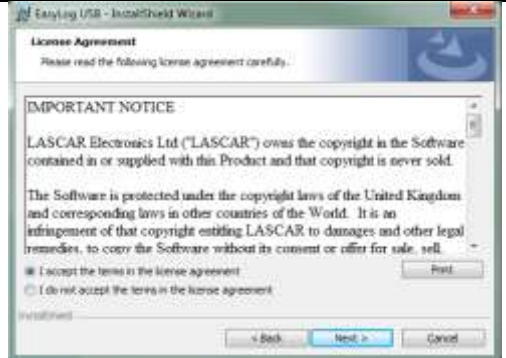 EasyLog USB - InstallShield Wizard
License Agreement
Please read the following license agreement carefully.
IMPORTANT NOTICE
LASCAR Electronics Ltd ("LASCAR") owns the copyright in the Software
contained in or supplied with this Product and that copyright is never sold.
The Software is protected under the copyright laws of the United Kingdom
and corresponding laws in other countries of the World. It is an
infringement of that copyright entitling LASCAR to damages and other legal
remedies, to copy the Software without its consent or offer for sale, sell,
I accept the terms in the license agreement
Print
I do not accept the terms in the license agreement
InstallShield
< Back
Next >
Cancel